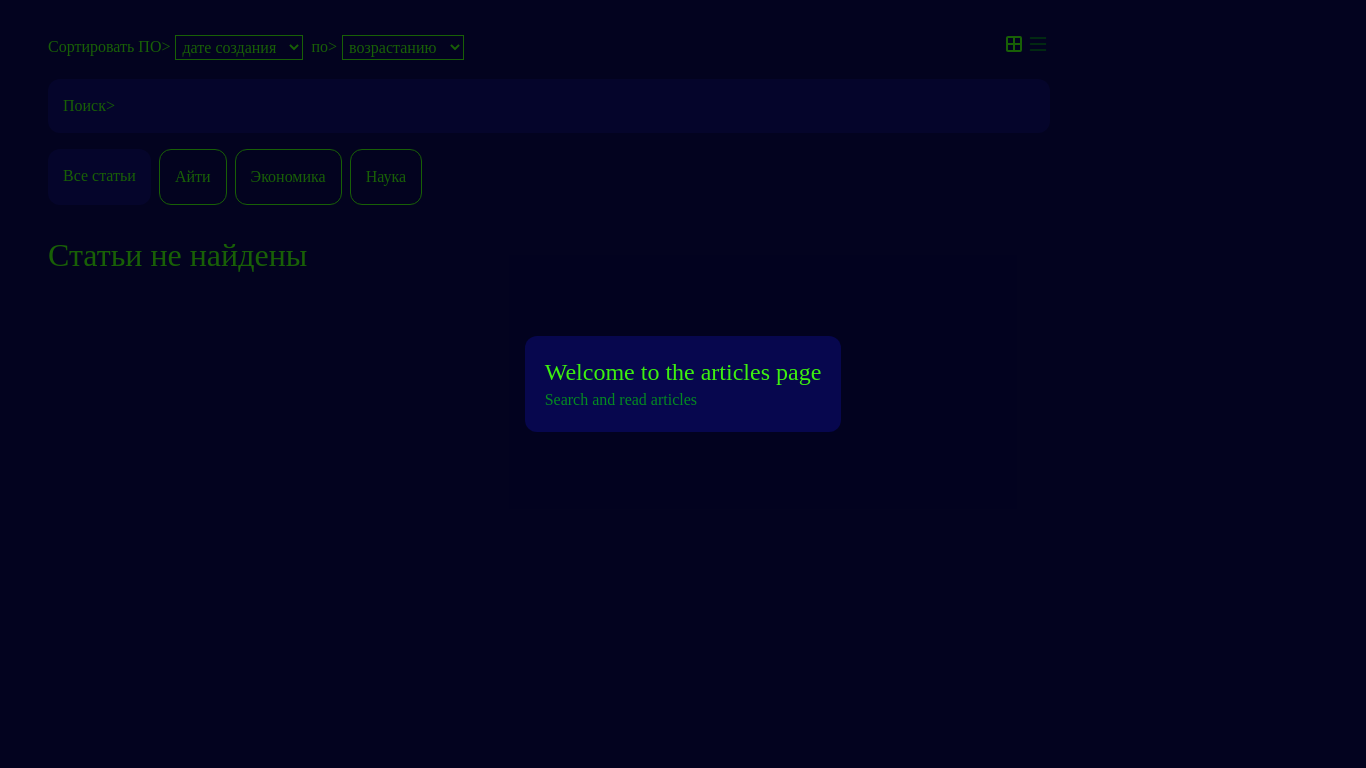 Сортировать ПО> дате создания по> возрастанию
Поиск>
Все статьи Айти Экономика Наука
Статьи не найдены
Welcome to the articles page
Search and read articles